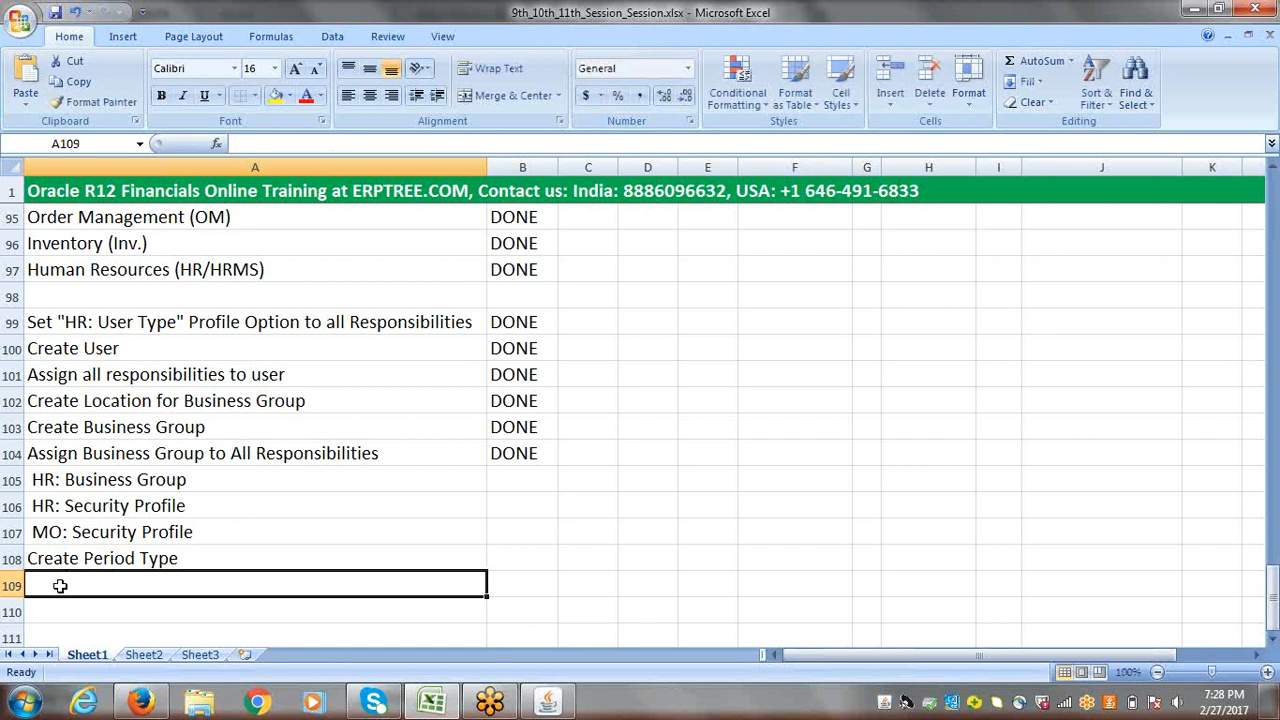 9th_10th_11th_Session_Session.xlsx - Microsoft Excel
Home Insert Page Layout Formulas Data Review View
Paste Cut Copy Format Painter
Calibri 16 A A
B I U A
Wrap Text
Merge & Center
General
$ % ,
Conditional Formatting Format as Table Cell Styles
Insert Delete Format
Σ AutoSum Fill Clear
Sort & Filter Find & Select
Clipboard Font Alignment Number Styles Cells Editing
A109 fx
A B C D E F G H I J K
1 Oracle R12 Financials Online Training at ERPTREE.COM, Contact us: India: 8886096632, USA: +1 646-491-6833
95 Order Management (OM) DONE
96 Inventory (Inv.) DONE
97 Human Resources (HR/HRMS) DONE
98
99 Set "HR: User Type" Profile Option to all Responsibilities DONE
100 Create User DONE
101 Assign all responsibilities to user DONE
102 Create Location for Business Group DONE
103 Create Business Group DONE
104 Assign Business Group to All Responsibilities DONE
105 HR: Business Group
106 HR: Security Profile
107 MO: Security Profile
108 Create Period Type
109
110
111
Sheet1 Sheet2 Sheet3
Ready 100%
7:28 PM
2/27/2017